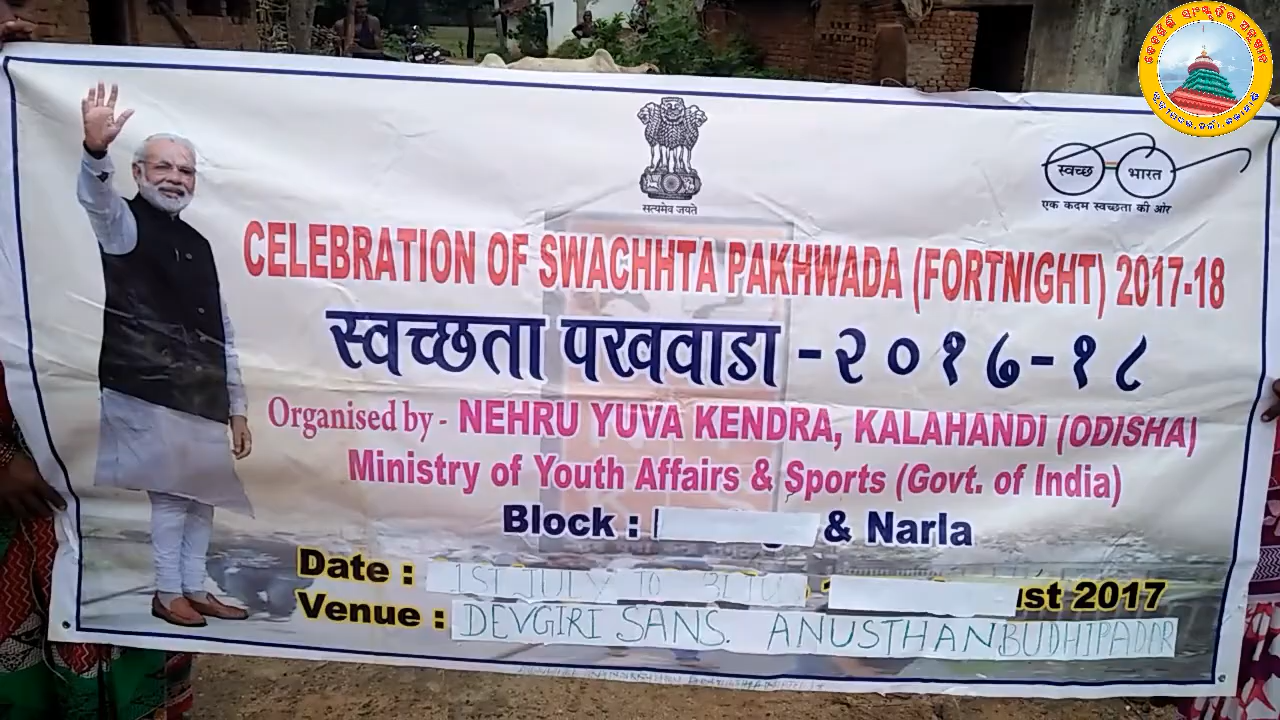 ଦେବଗିରି ସାଂସ୍କୃତିକ ଅନୁଷ୍ଠାନ
सत्यमेव जयते
स्वच्छ भारत
एक कदम स्वच्छता की ओर
CELEBRATION OF SWACHHTA PAKHWADA (FORTNIGHT) 2017-18
स्वच्छता पखवाडा - २०१७-१८
Organised by - NEHRU YUVA KENDRA, KALAHANDI (ODISHA)
Ministry of Youth Affairs & Sports (Govt. of India)
Block : & Narla
Date : 1ST JULY TO ust 2017
Venue : DEVGIRI SANS. ANUSTHAN BUDHIPADAR